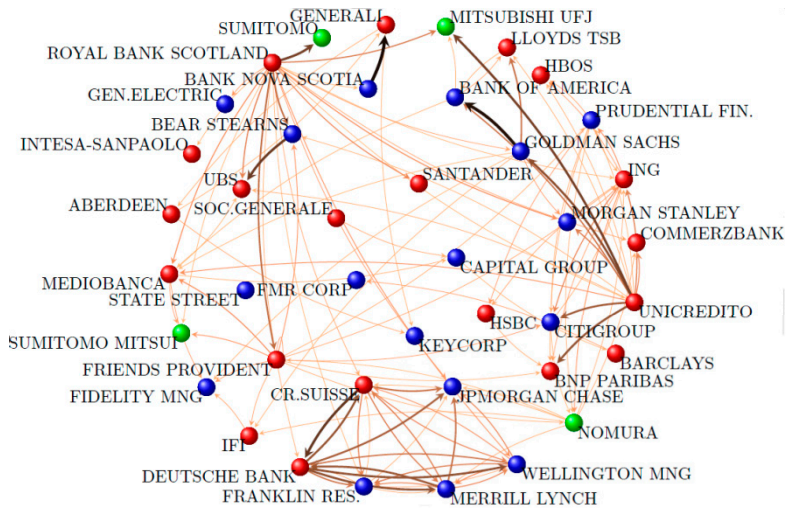 GENERALI
SUMITOMO
MITSUBISHI UFJ
LLOYDS TSB
ROYAL BANK SCOTLAND
HBOS
BANK NOVA SCOTIA
BANK OF AMERICA
GEN.ELECTRIC
PRUDENTIAL FIN.
BEAR STEARNS
GOLDMAN SACHS
INTESA-SANPAOLO
ING
UBS
SANTANDER
ABERDEEN
SOC.GENERALE
MORGAN STANLEY
COMMERZBANK
MEDIOBANCA
CAPITAL GROUP
STATE STREET
FMR CORP
UNICREDITO
HSBC
CITIGROUP
SUMITOMO MITSUI
KEYCORP
BARCLAYS
FRIENDS PROVIDENT
BNP PARIBAS
FIDELITY MNG
CR.SUISSE
JPMORGAN CHASE
NOMURA
IFI
DEUTSCHE BANK
WELLINGTON MNG
FRANKLIN RES.
MERRILL LYNCH